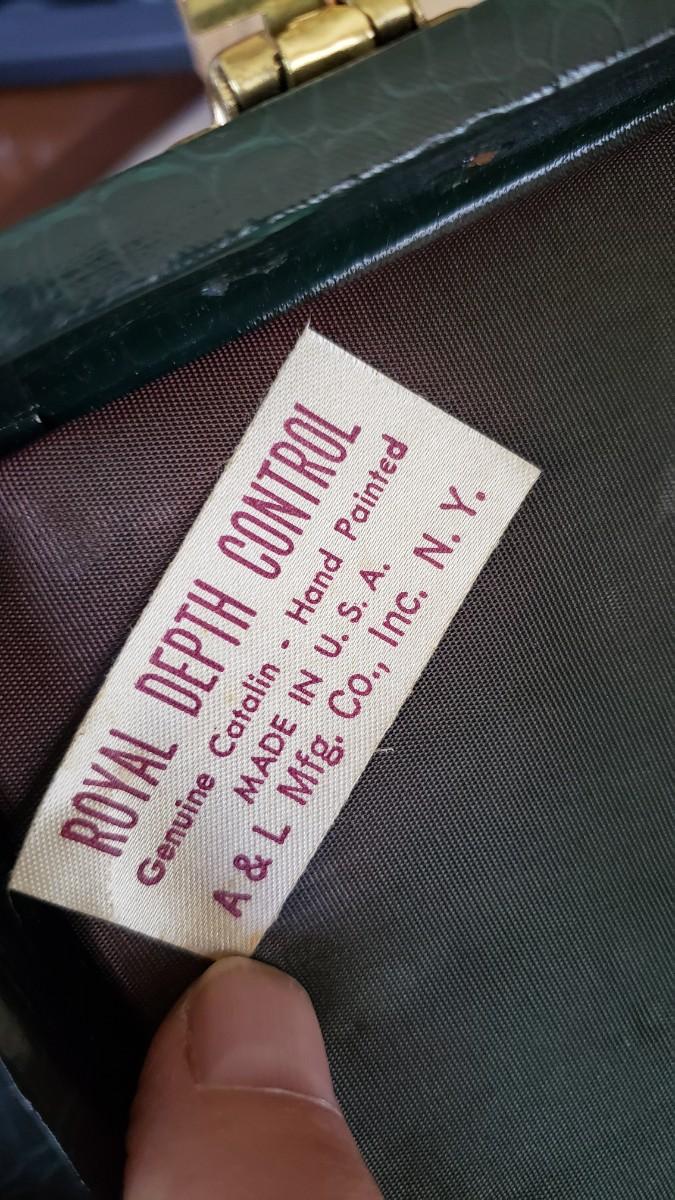 ROYAL DEPTH CONTROL
Genuine Catalin - Hand Painted
MADE IN U. S. A.
A & L Mfg. Co., Inc. N. Y.